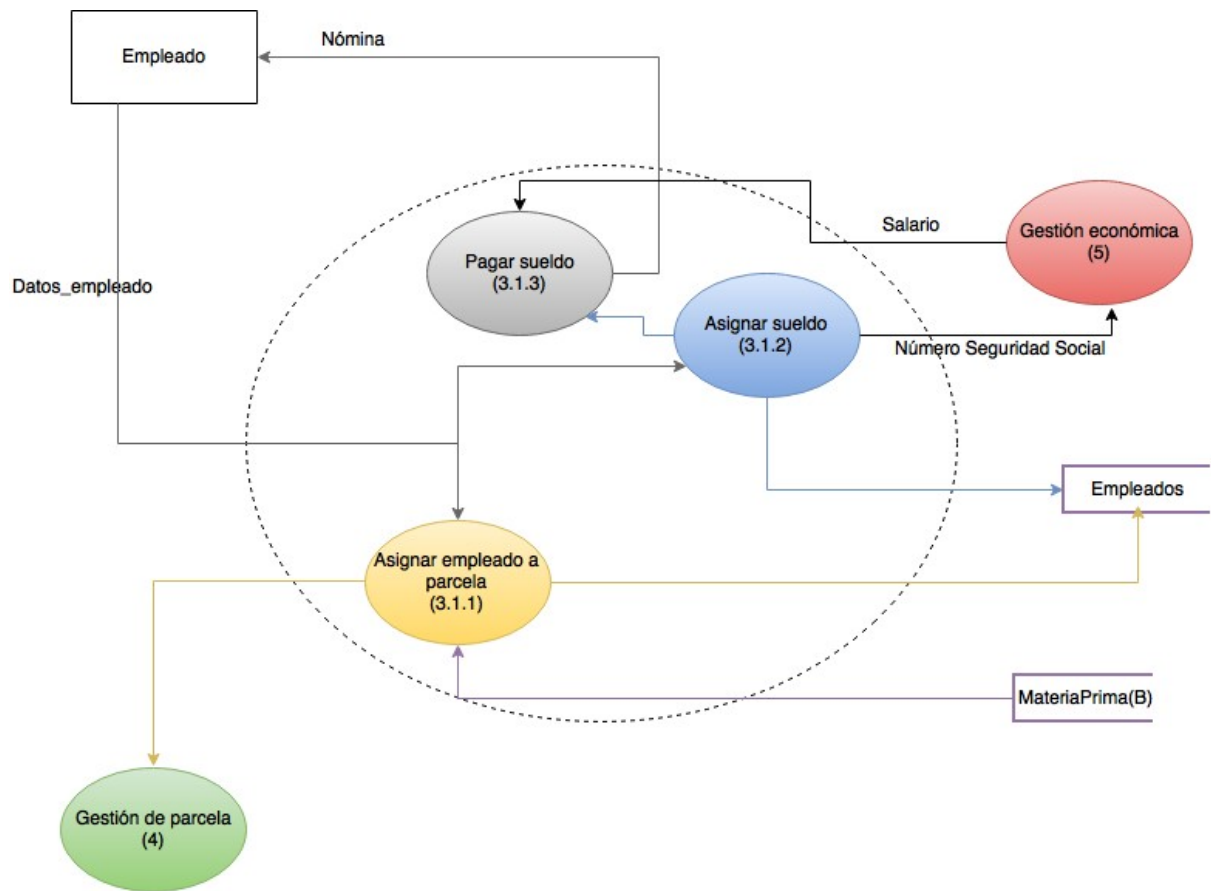 Empleado
Nómina
Pagar sueldo
(3.1.3)
Salario
Gestión económica
(5)
Datos_empleado
Asignar sueldo
(3.1.2)
Número Seguridad Social
Empleados
Asignar empleado a
parcela
(3.1.1)
MateriaPrima(B)
Gestión de parcela
(4)